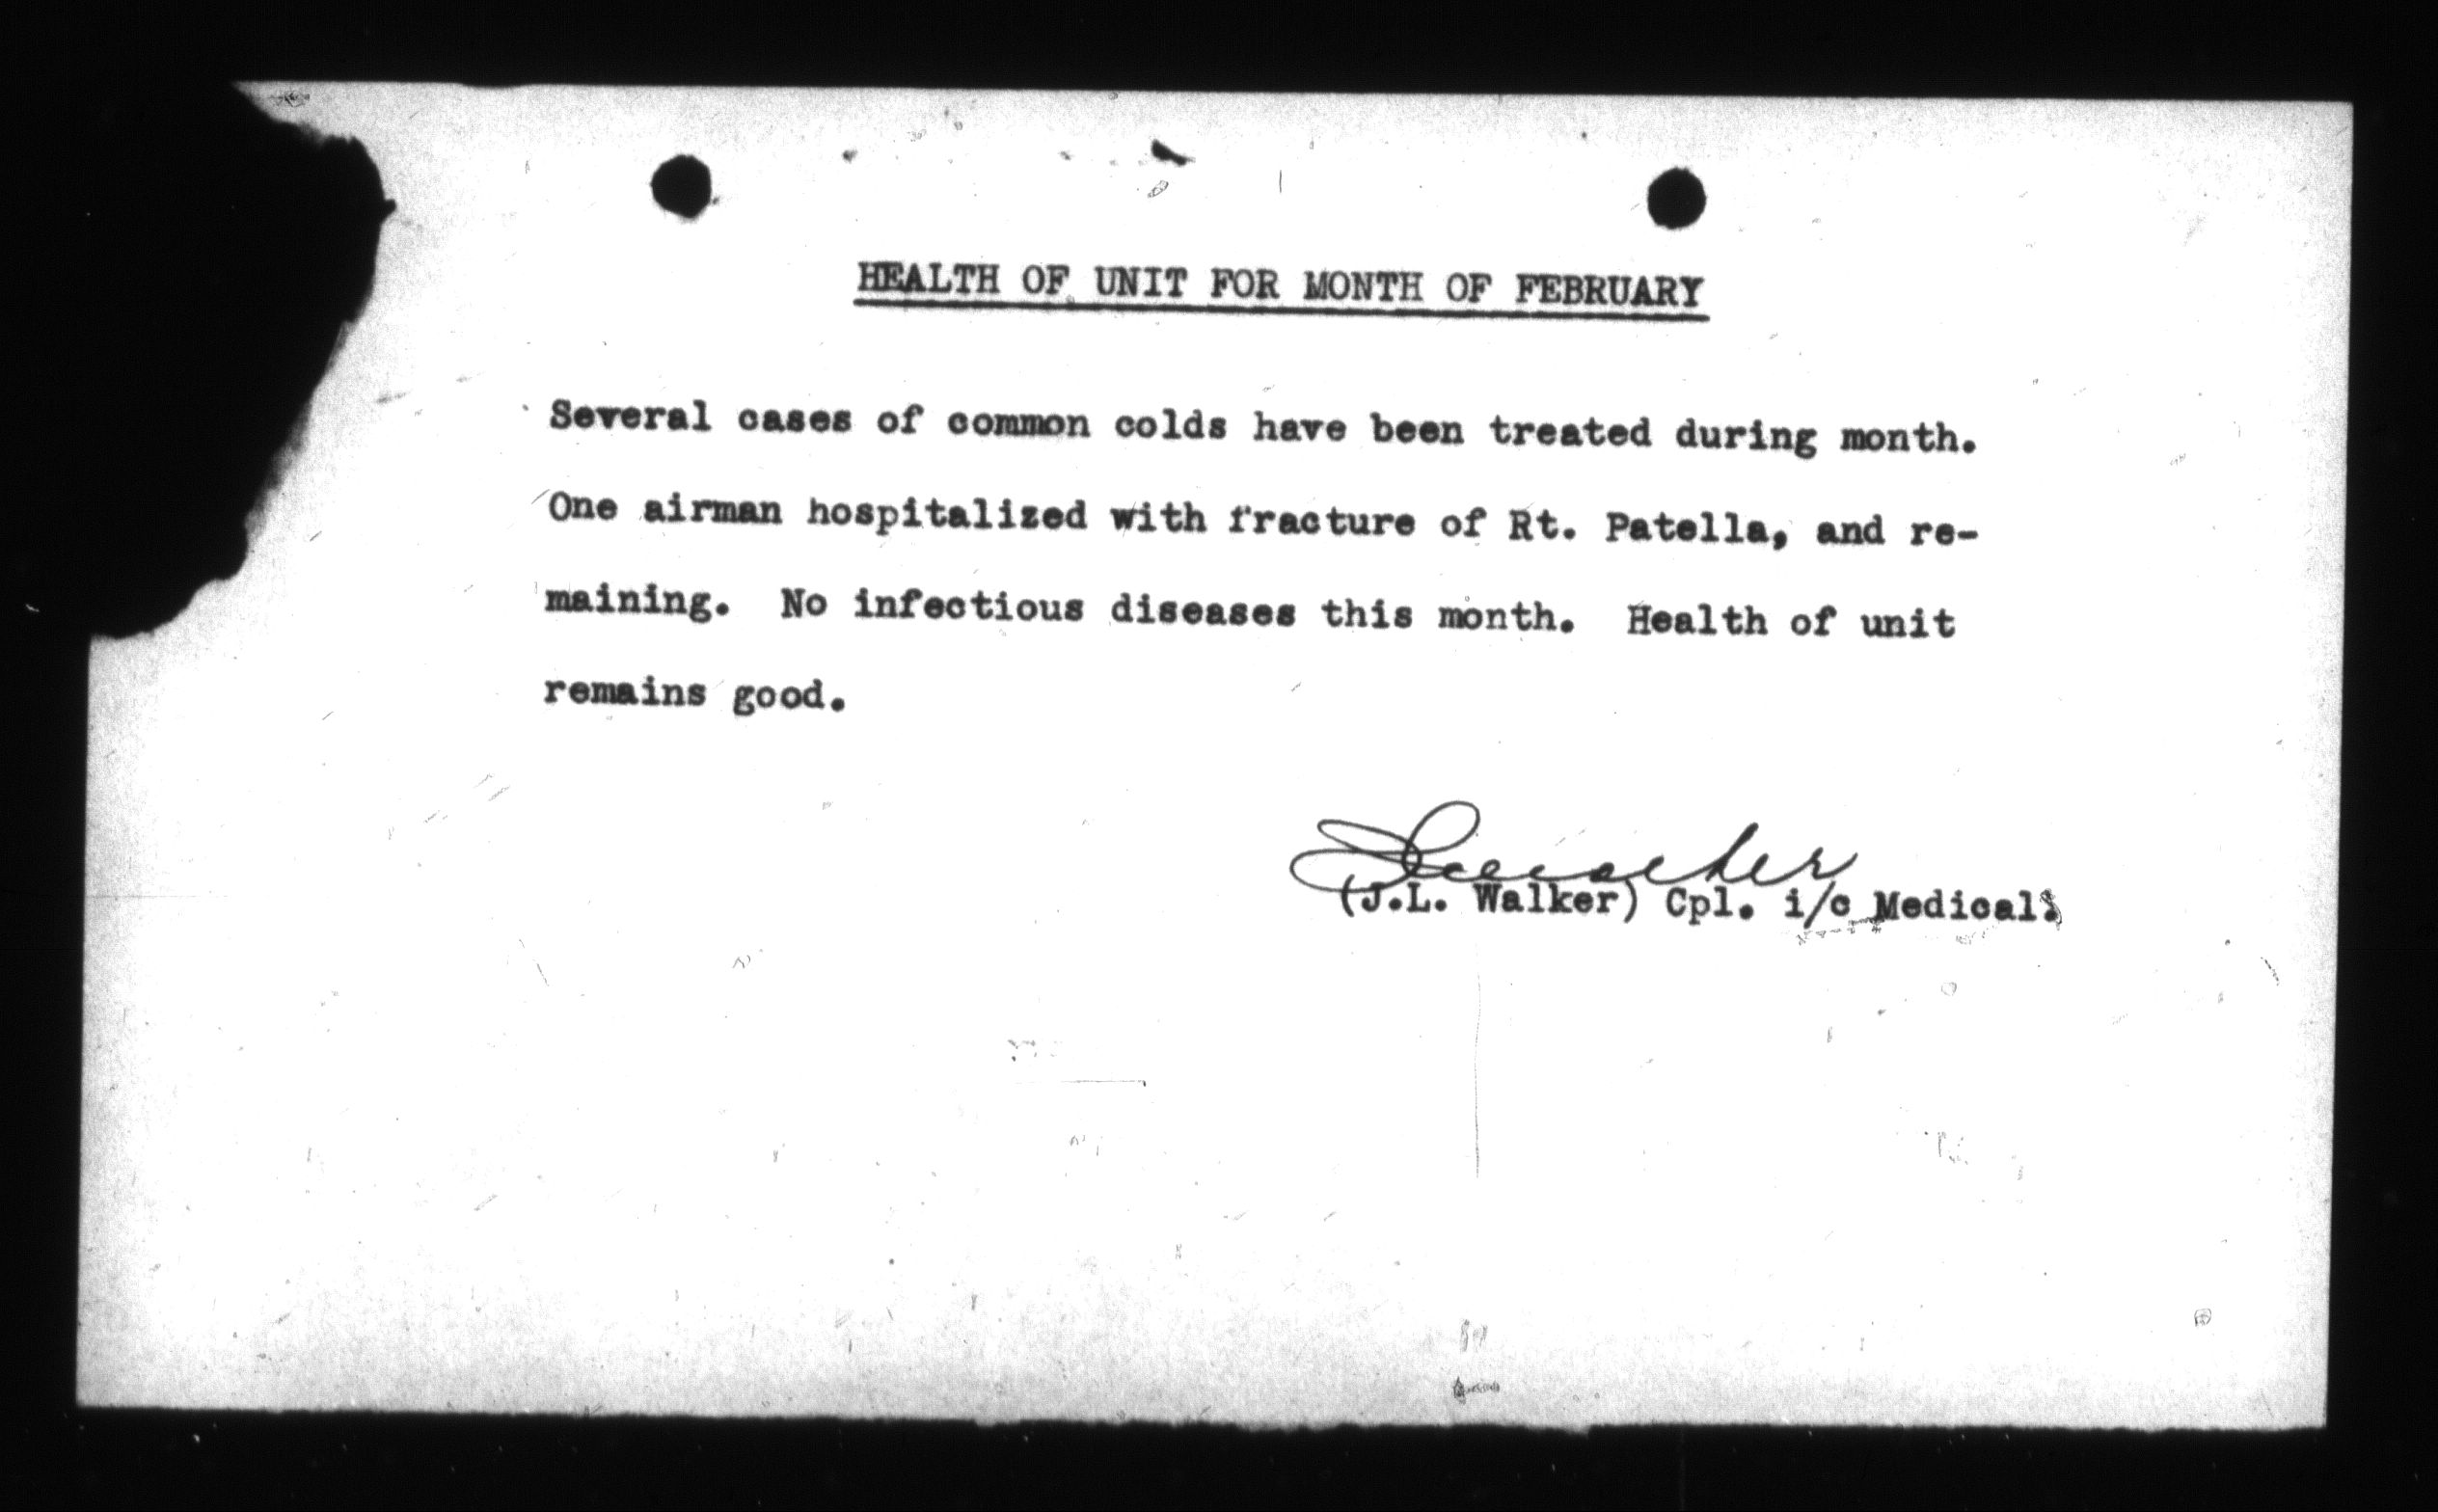 HEALTH OF UNIT FOR MONTH OF FEBRUARY
Several cases of common colds have been treated during month.
One airman hospitalized with fracture of Rt. Patella, and re-
maining. No infectious diseases this month. Health of unit
remains good.
(J.L. Walker) Cpl. i/c Medical.